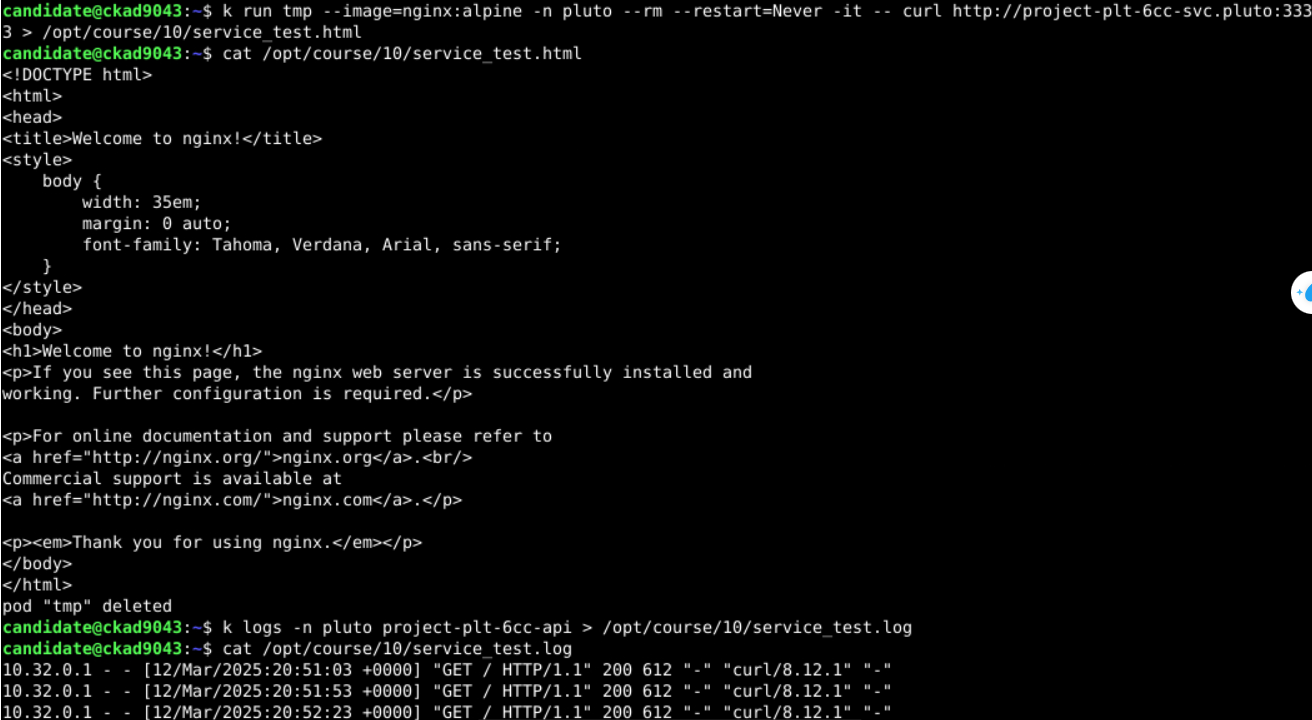 candidate@ckad9043:~$ k run tmp --image=nginx:alpine -n pluto --rm --restart=Never -it -- curl http://project-plt-6cc-svc.pluto:333
3 > /opt/course/10/service_test.html
candidate@ckad9043:~$ cat /opt/course/10/service_test.html
<!DOCTYPE html>
<html>
<head>
<title>Welcome to nginx!</title>
<style>
    body {
        width: 35em;
        margin: 0 auto;
        font-family: Tahoma, Verdana, Arial, sans-serif;
    }
</style>
</head>
<body>
<h1>Welcome to nginx!</h1>
<p>If you see this page, the nginx web server is successfully installed and
working. Further configuration is required.</p>

<p>For online documentation and support please refer to
<a href="http://nginx.org/">nginx.org</a>.<br/>
Commercial support is available at
<a href="http://nginx.com/">nginx.com</a>.</p>

<p><em>Thank you for using nginx.</em></p>
</body>
</html>
pod "tmp" deleted
candidate@ckad9043:~$ k logs -n pluto project-plt-6cc-api > /opt/course/10/service_test.log
candidate@ckad9043:~$ cat /opt/course/10/service_test.log
10.32.0.1 - - [12/Mar/2025:20:51:03 +0000] "GET / HTTP/1.1" 200 612 "-" "curl/8.12.1" "-"
10.32.0.1 - - [12/Mar/2025:20:51:53 +0000] "GET / HTTP/1.1" 200 612 "-" "curl/8.12.1" "-"
10.32.0.1 - - [12/Mar/2025:20:52:23 +0000] "GET / HTTP/1.1" 200 612 "-" "curl/8.12.1" "-"